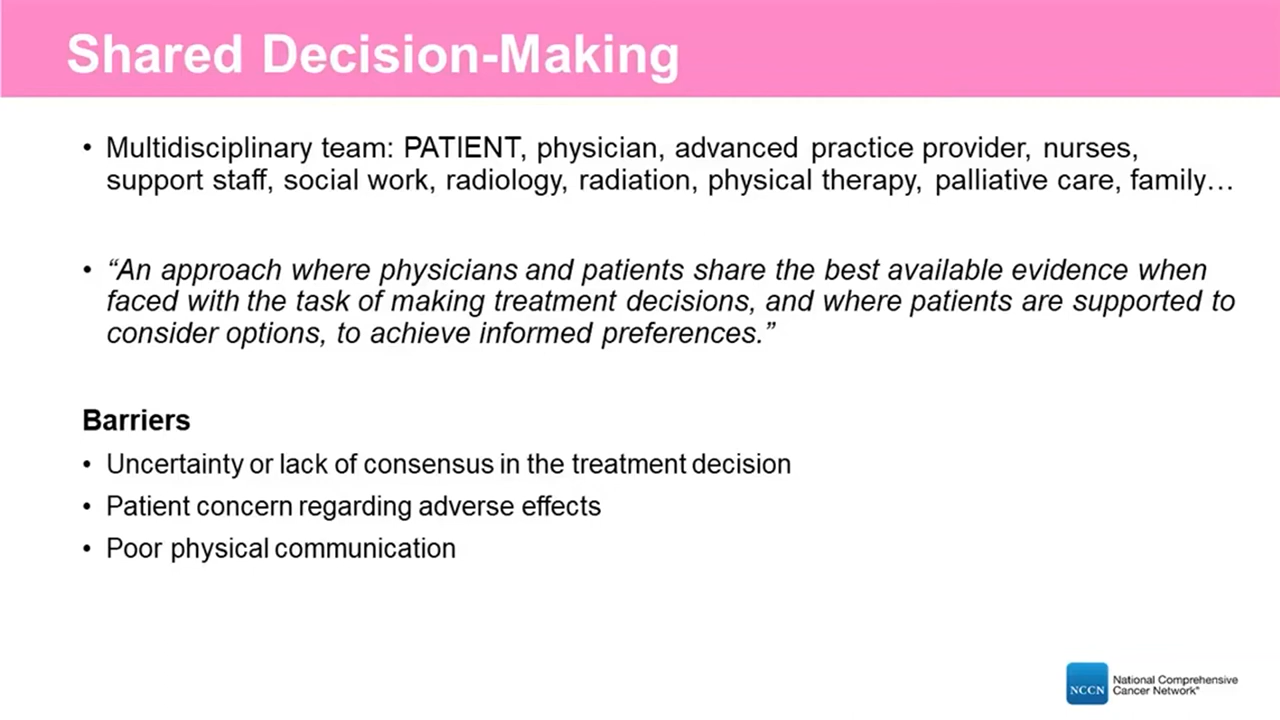 Shared Decision-Making
• Multidisciplinary team: PATIENT, physician, advanced practice provider, nurses,
support staff, social work, radiology, radiation, physical therapy, palliative care, family…
• “An approach where physicians and patients share the best available evidence when
faced with the task of making treatment decisions, and where patients are supported to
consider options, to achieve informed preferences.”
Barriers
• Uncertainty or lack of consensus in the treatment decision
• Patient concern regarding adverse effects
• Poor physical communication
NCCN
National Comprehensive
Cancer Network®